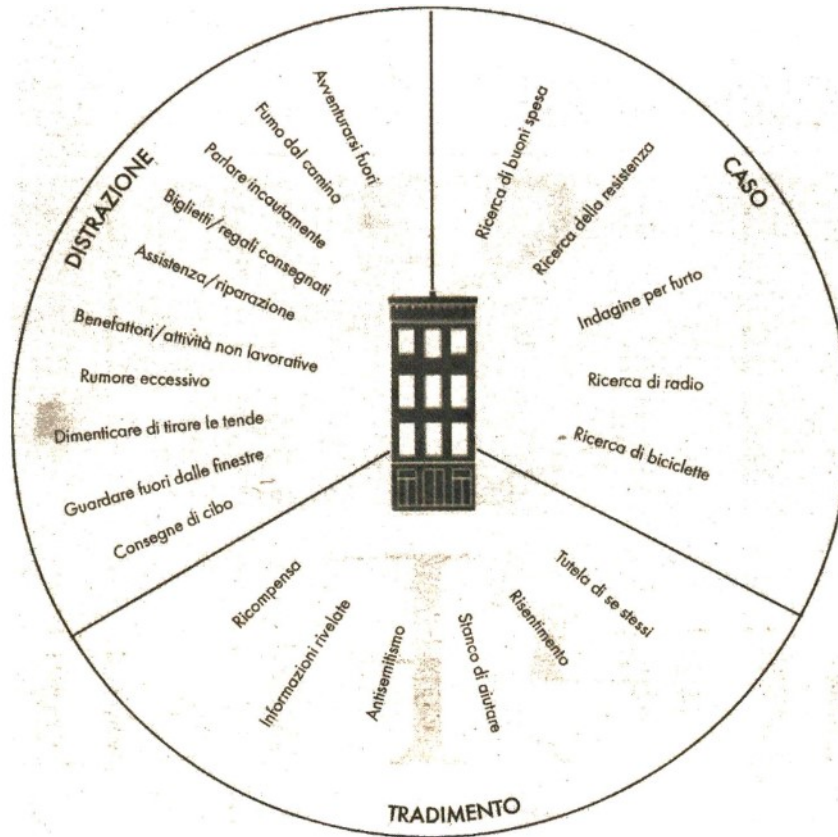 DISTRAZIONE
Avventurarsi fuori
Fumo dal camino
Parlare incautamente
Biglietti/regali consegnati
Assistenza/riparazione
Benefattori/attività non lavorative
Rumore eccessivo
Dimenticare di tirare le tende
Guardare fuori dalle finestre
Consegne di cibo
CASO
Ricerca di buoni spesa
Ricerca della resistenza
Indagine per furto
Ricerca di radio
Ricerca di biciclette
TRADIMENTO
Ricompensa
Informazioni rivelate
Antisemitismo
Stanco di aiutare
Risentimento
Tutela di se stessi